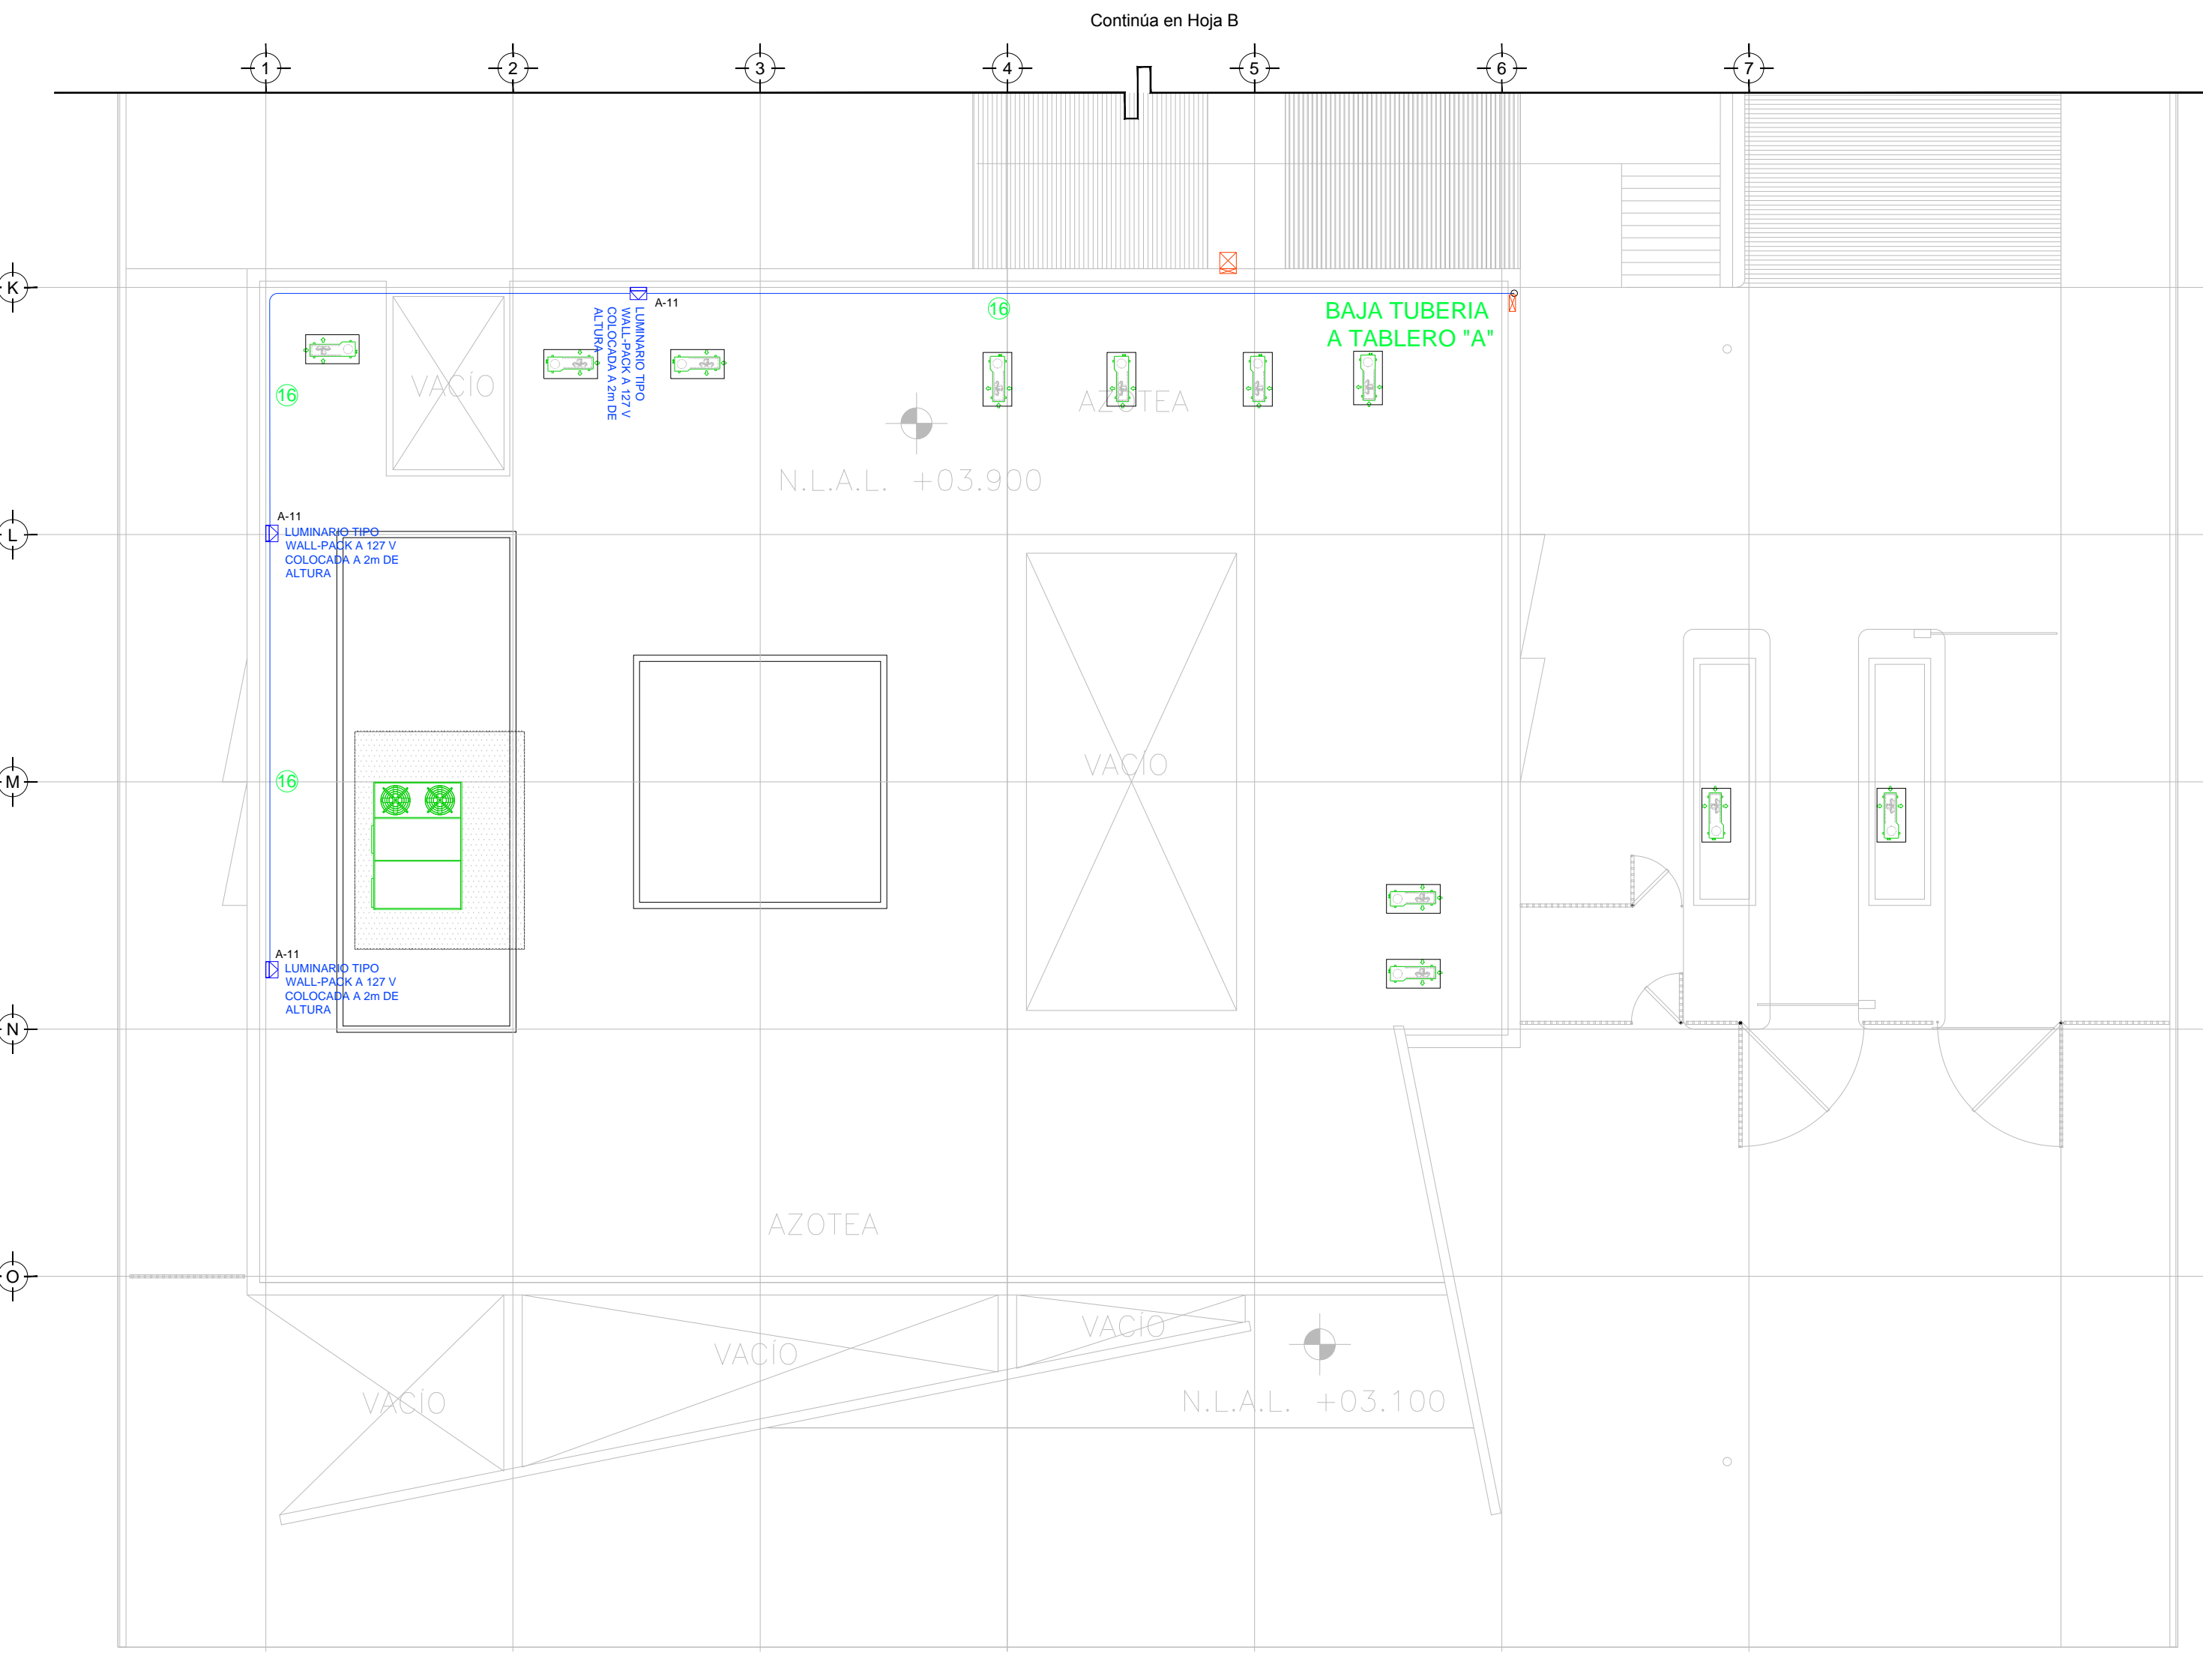 Continúa en Hoja B
1 2 3 4 5 6 7
K
A-11
16
BAJA TUBERIA
A TABLERO "A"
LUMINARIO TIPO
WALL-PACK A 127 V
COLOCADA A 2m DE
ALTURA
VACÍO
16
AZOTEA
N.L.A.L. +03.900
L
A-11
LUMINARIO TIPO
WALL-PACK A 127 V
COLOCADA A 2m DE
ALTURA
VACÍO
M
16
A-11
LUMINARIO TIPO
WALL-PACK A 127 V
COLOCADA A 2m DE
ALTURA
N
AZOTEA
O
VACÍO
VACÍO
VACÍO
N.L.A.L. +03.100